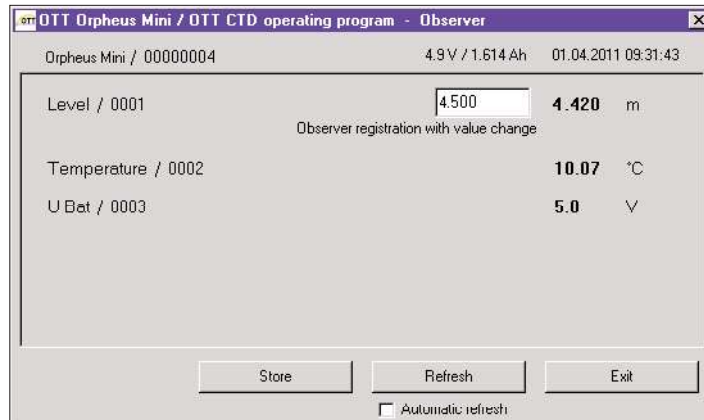 OTT OTT Orpheus Mini / OTT CTD operating program - Observer
Orpheus Mini / 00000004 4.9 V / 1.614 Ah 01.04.2011 09:31:43
Level / 0001 4.500 4.420 m
Observer registration with value change
Temperature / 0002 10.07 °C
U Bat / 0003 5.0 V
Store Refresh Exit
Automatic refresh